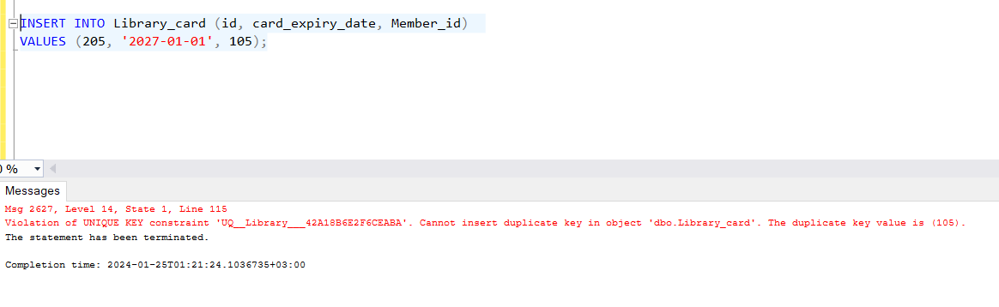 INSERT INTO Library_card (id, card_expiry_date, Member_id)
VALUES (205, '2027-01-01', 105);
%
Messages
Msg 2627, Level 14, State 1, Line 115
Violation of UNIQUE KEY constraint 'UQ__Library___42A18B6E2F6CEABA'. Cannot insert duplicate key in object 'dbo.Library_card'. The duplicate key value is (105).
The statement has been terminated.
Completion time: 2024-01-25T01:21:24.1036735+03:00